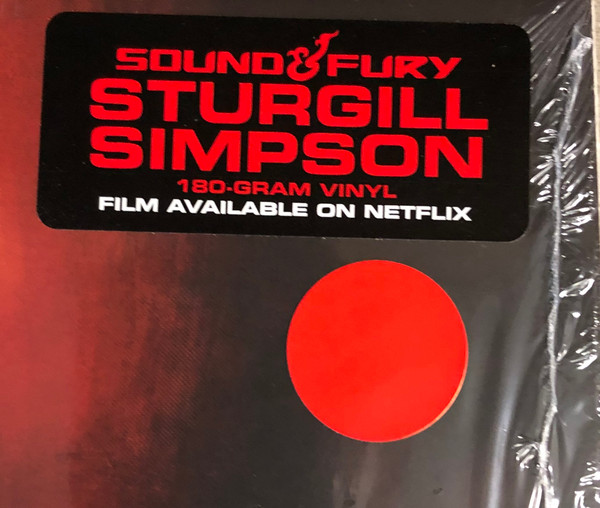 SOUND & FURY
STURGILL
SIMPSON
180-GRAM VINYL
FILM AVAILABLE ON NETFLIX